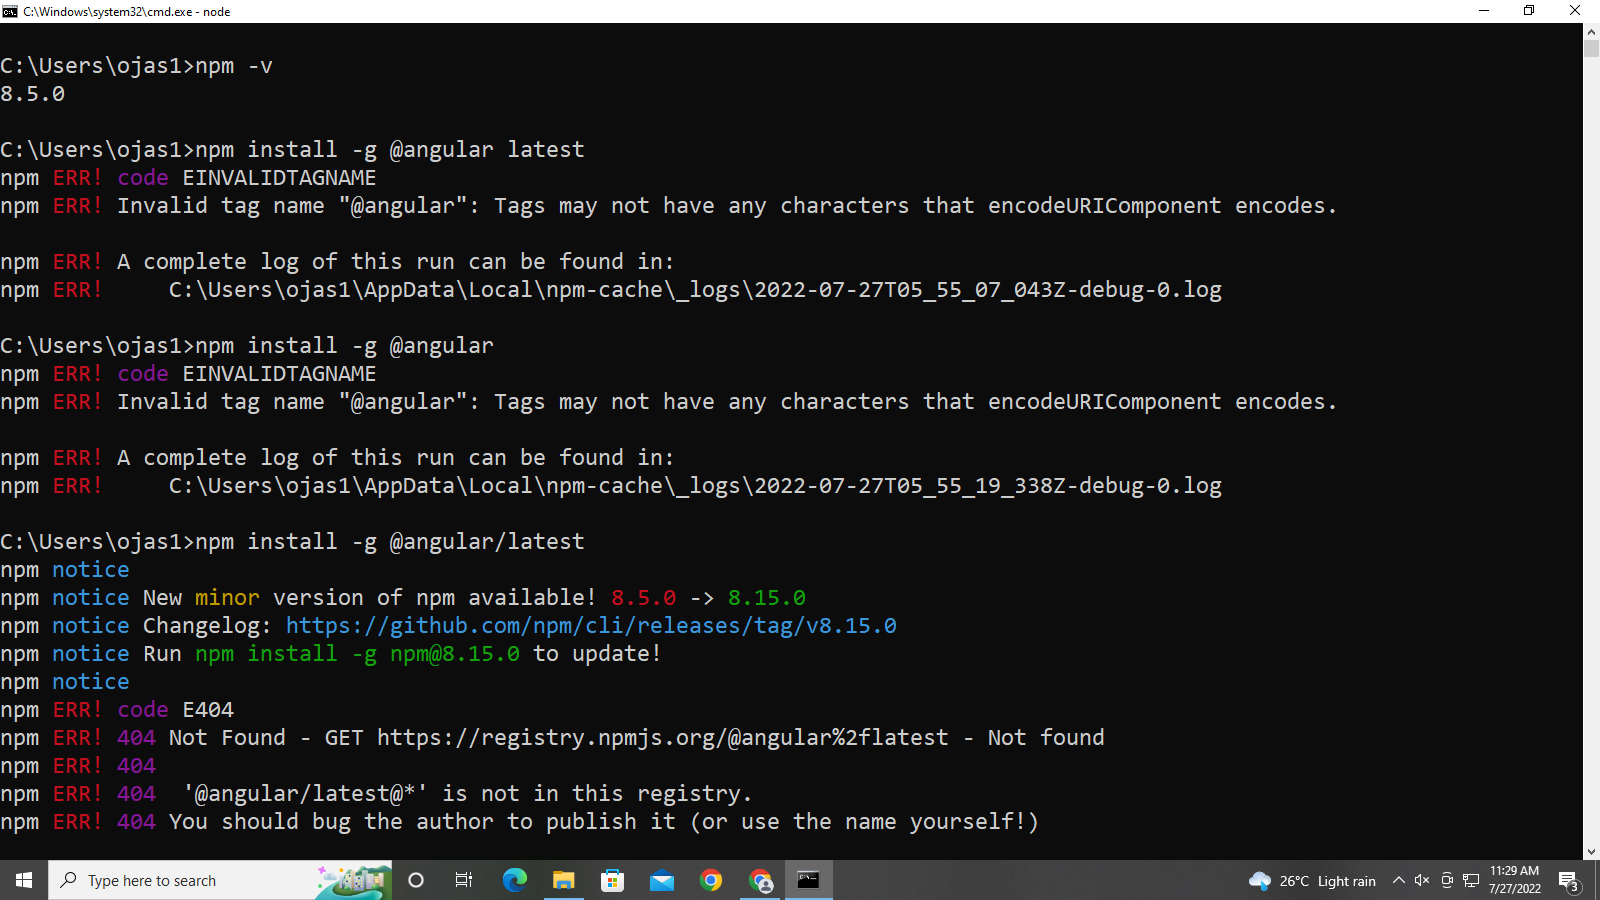 C:\Windows\system32\cmd.exe - node
C:\Users\ojas1>npm -v
8.5.0
C:\Users\ojas1>npm install -g @angular latest
npm ERR! code EINVALIDTAGNAME
npm ERR! Invalid tag name "@angular": Tags may not have any characters that encodeURIComponent encodes.
npm ERR! A complete log of this run can be found in:
npm ERR!     C:\Users\ojas1\AppData\Local\npm-cache\_logs\2022-07-27T05_55_07_043Z-debug-0.log
C:\Users\ojas1>npm install -g @angular
npm ERR! code EINVALIDTAGNAME
npm ERR! Invalid tag name "@angular": Tags may not have any characters that encodeURIComponent encodes.
npm ERR! A complete log of this run can be found in:
npm ERR!     C:\Users\ojas1\AppData\Local\npm-cache\_logs\2022-07-27T05_55_19_338Z-debug-0.log
C:\Users\ojas1>npm install -g @angular/latest
npm notice
npm notice New minor version of npm available! 8.5.0 -> 8.15.0
npm notice Changelog: https://github.com/npm/cli/releases/tag/v8.15.0
npm notice Run npm install -g npm@8.15.0 to update!
npm notice
npm ERR! code E404
npm ERR! 404 Not Found - GET https://registry.npmjs.org/@angular%2flatest - Not found
npm ERR! 404
npm ERR! 404  '@angular/latest@*' is not in this registry.
npm ERR! 404 You should bug the author to publish it (or use the name yourself!)
Type here to search
26°C Light rain
11:29 AM
7/27/2022
3